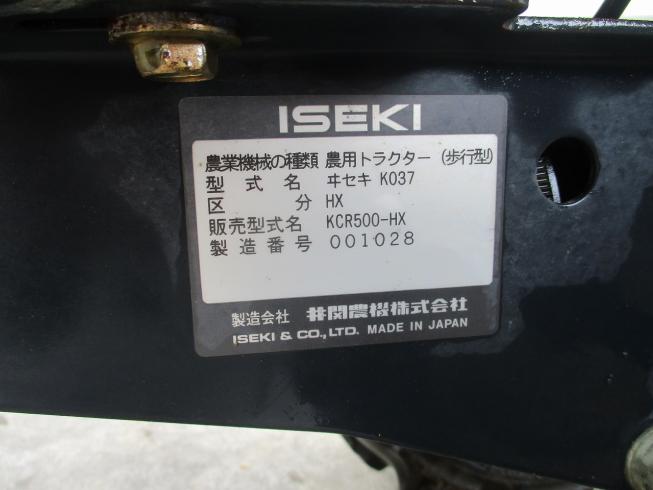 ISEKI
農業機械の種類 農用トラクター (歩行型)
型式名 ヰセキ K037
区分 HX
販売型式名 KCR500-HX
製造番号 001028
製造会社 井関農機株式会社
ISEKI & CO., LTD. MADE IN JAPAN